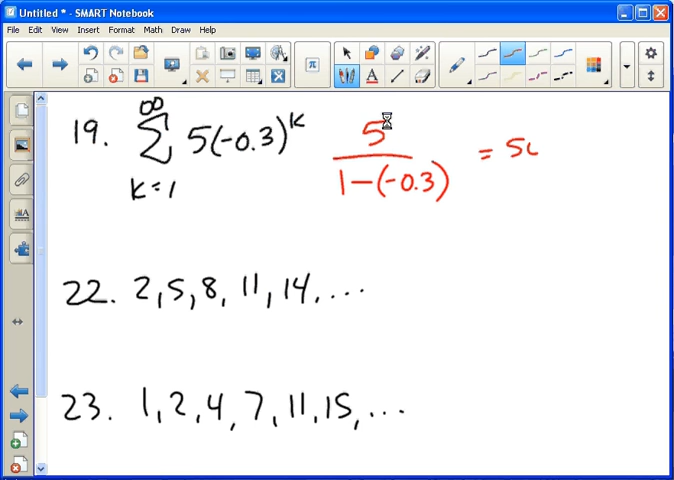 Untitled * - SMART Notebook
File Edit View Insert Format Tools Draw Help
π A
19. ∞ Σ k=1 5(-0.3)^k 5 / 1-(-0.3) = 5
22. 2, 5, 8, 11, 14, ...
23. 1, 2, 4, 7, 11, 15, ...